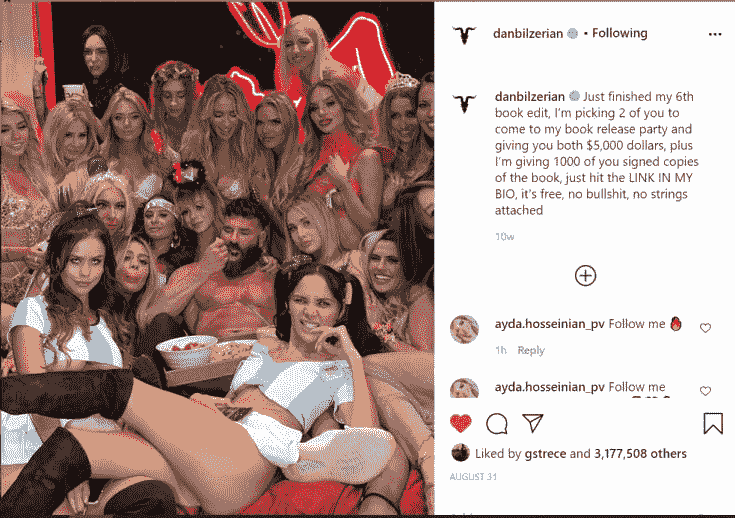 danbilzerian • Following
danbilzerian Just finished my 6th
book edit, I'm picking 2 of you to
come to my book release party and
giving you both $5,000 dollars, plus
I'm giving 1000 of you signed copies
of the book, just hit the LINK IN MY
BIO, it's free, no bullshit, no strings
attached
10w
ayda.hosseinian_pv Follow me
1h Reply
ayda.hosseinian_pv Follow me
Liked by gstrece and 3,177,508 others
AUGUST 31